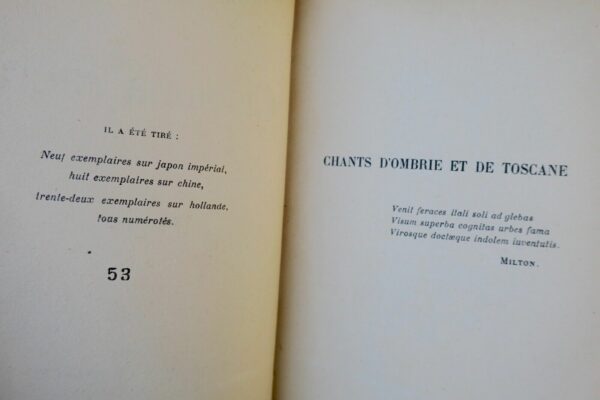 IL A ÉTÉ TIRÉ :
Neuf exemplaires sur japon impérial,
huit exemplaires sur chine,
trente-deux exemplaires sur hollande.
tous numérotés.
53
CHANTS D'OMBRIE ET DE TOSCANE
Venit feraces itali soli ad glebas
Visum superba cognitas urbes fama
Virosque doctæque indolem iuventutis.
MILTON.